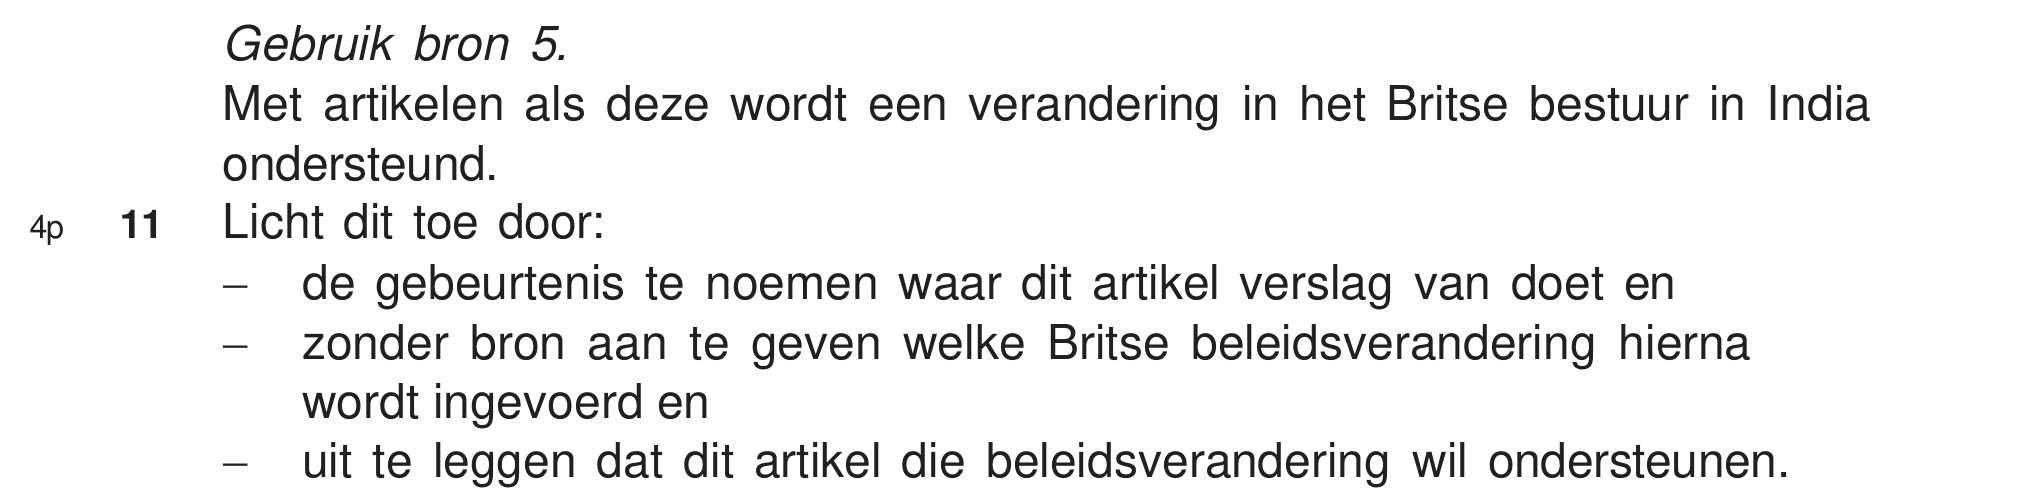 Gebruik bron 5.
Met artikelen als deze wordt een verandering in het Britse bestuur in India
ondersteund.
4p 11 Licht dit toe door:
− de gebeurtenis te noemen waar dit artikel verslag van doet en
− zonder bron aan te geven welke Britse beleidsverandering hierna
wordt ingevoerd en
− uit te leggen dat dit artikel die beleidsverandering wil ondersteunen.